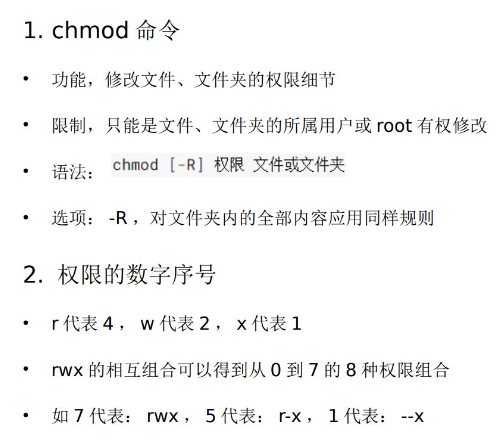 1. chmod 命令
• 功能，修改文件、文件夹的权限细节
• 限制，只能是文件、文件夹的所属用户或 root 有权修改
• 语法： chmod [-R] 权限 文件或文件夹
• 选项： -R ，对文件夹内的全部内容应用同样规则
2. 权限的数字序号
• r 代表 4 ， w 代表 2 ， x 代表 1
• rwx 的相互组合可以得到从 0 到 7 的 8 种权限组合
• 如 7 代表： rwx ， 5 代表： r-x ， 1 代表： --x